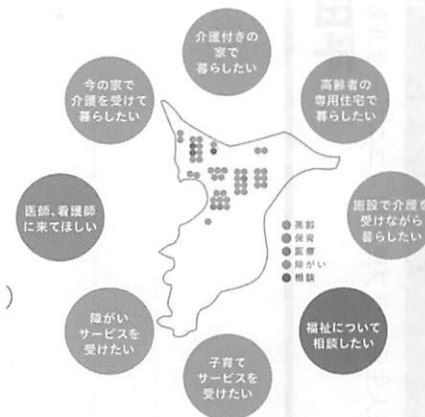 介護付きの
家で
暮らしたい
今の家で
介護を受けて
暮らしたい
高齢者の
専用住宅で
暮らしたい
医師、看護師
に来てほしい
施設で介護を
受けながら
暮らしたい
高齢
保育
医療
障がい
相談
障がい
サービスを
受けたい
福祉について
相談したい
子育て
サービスを
受けたい